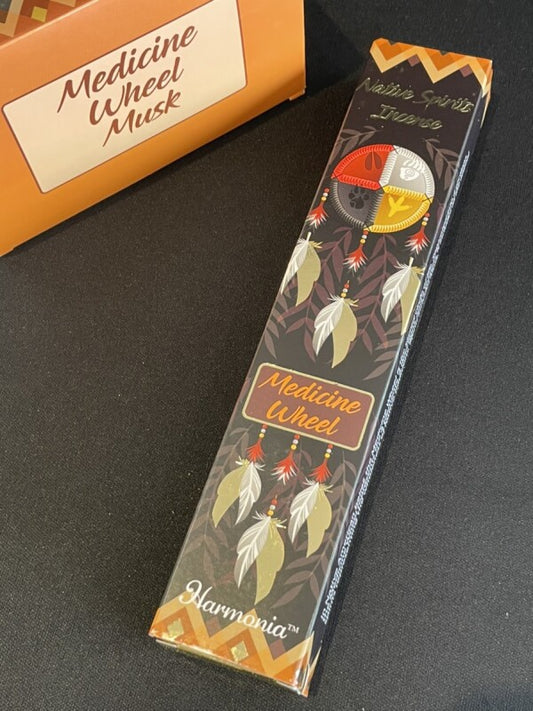 Medicine
Wheel
Musk
Native Spirit
Incense
Medicine
Wheel
Harmonia™